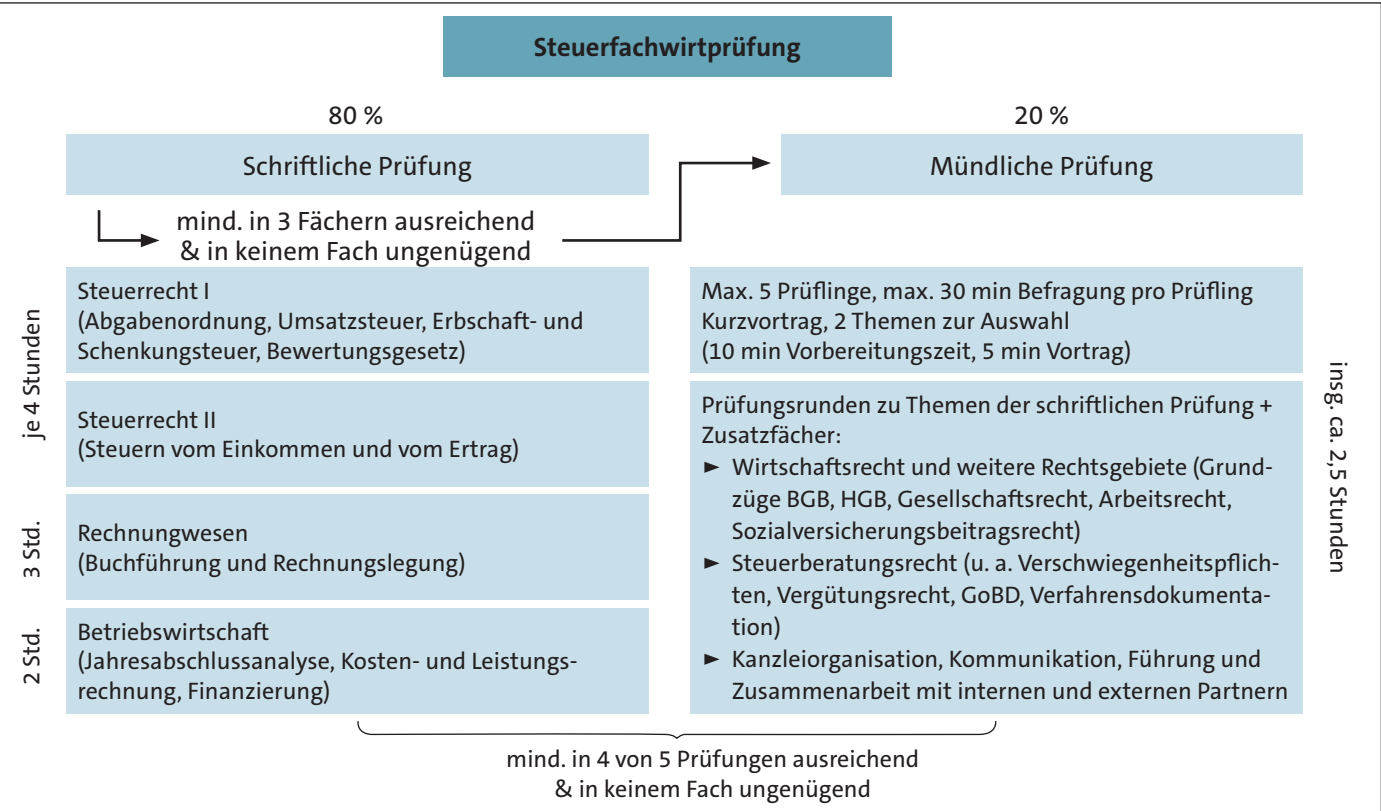 Steuerfachwirtprüfung
80 %
Schriftliche Prüfung
mind. in 3 Fächern ausreichend
& in keinem Fach ungenügend
je 4 Stunden
Steuerrecht I
(Abgabenordnung, Umsatzsteuer, Erbschaft- und
Schenkungsteuer, Bewertungsgesetz)
Steuerrecht II
(Steuern vom Einkommen und vom Ertrag)
3 Std.
Rechnungwesen
(Buchführung und Rechnungslegung)
2 Std.
Betriebswirtschaft
(Jahresabschlussanalyse, Kosten- und Leistungs-
rechnung, Finanzierung)
20 %
Mündliche Prüfung
Max. 5 Prüflinge, max. 30 min Befragung pro Prüfling
Kurzvortrag, 2 Themen zur Auswahl
(10 min Vorbereitungszeit, 5 min Vortrag)
Prüfungsrunden zu Themen der schriftlichen Prüfung +
Zusatzfächer:
► Wirtschaftsrecht und weitere Rechtsgebiete (Grund-
züge BGB, HGB, Gesellschaftsrecht, Arbeitsrecht,
Sozialversicherungsbeitragsrecht)
► Steuerberatungsrecht (u. a. Verschwiegenheitspflich-
ten, Vergütungsrecht, GoBD, Verfahrensdokumenta-
tion)
► Kanzleiorganisation, Kommunikation, Führung und
Zusammenarbeit mit internen und externen Partnern
insg. ca. 2,5 Stunden
mind. in 4 von 5 Prüfungen ausreichend
& in keinem Fach ungenügend